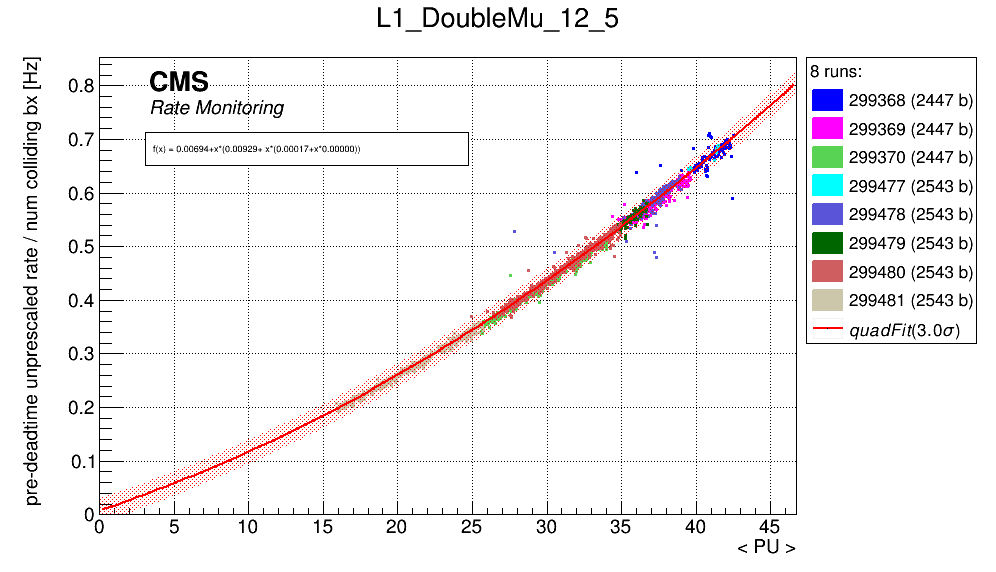 L1_DoubleMu_12_5
pre-deadtime unprescaled rate / num colliding bx [Hz]
CMS
Rate Monitoring
f(x) = 0.00694+x*(0.00929+ x*(0.00017+x*0.00000))
0.8
0.7
0.6
0.5
0.4
0.3
0.2
0.1
0
0 5 10 15 20 25 30 35 40 45
< PU >
8 runs:
299368 (2447 b)
299369 (2447 b)
299370 (2447 b)
299477 (2543 b)
299478 (2543 b)
299479 (2543 b)
299480 (2543 b)
299481 (2543 b)
quadFit(3.0σ)